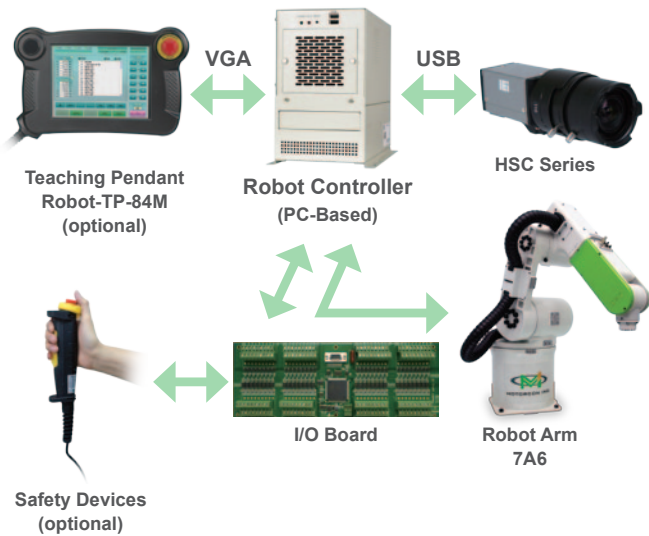 VGA
USB
HSC Series
Teaching Pendant
Robot-TP-84M
(optional)
Robot Controller
(PC-Based)
I/O Board
Robot Arm
7A6
Safety Devices
(optional)